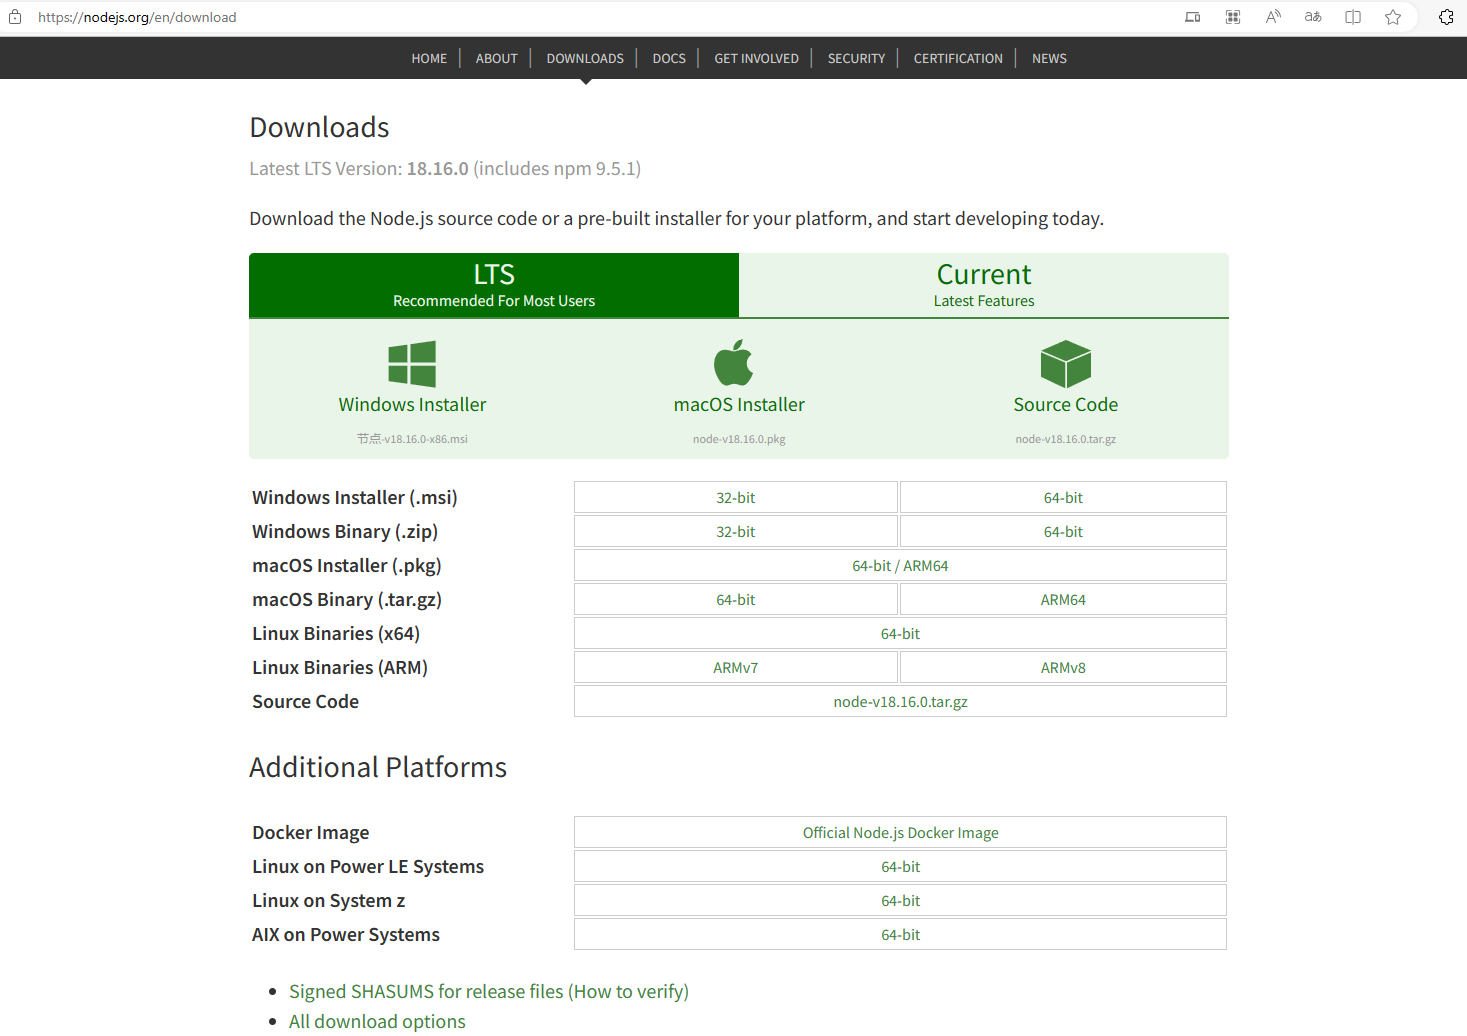 https://nodejs.org/en/download
HOME ABOUT DOWNLOADS DOCS GET INVOLVED SECURITY CERTIFICATION NEWS
Downloads
Latest LTS Version: 18.16.0 (includes npm 9.5.1)
Download the Node.js source code or a pre-built installer for your platform, and start developing today.
LTS
Recommended For Most Users
Current
Latest Features
Windows Installer
节点-v18.16.0-x86.msi
macOS Installer
node-v18.16.0.pkg
Source Code
node-v18.16.0.tar.gz
Windows Installer (.msi) 32-bit 64-bit
Windows Binary (.zip) 32-bit 64-bit
macOS Installer (.pkg) 64-bit / ARM64
macOS Binary (.tar.gz) 64-bit ARM64
Linux Binaries (x64) 64-bit
Linux Binaries (ARM) ARMv7 ARMv8
Source Code node-v18.16.0.tar.gz
Additional Platforms
Docker Image Official Node.js Docker Image
Linux on Power LE Systems 64-bit
Linux on System z 64-bit
AIX on Power Systems 64-bit
Signed SHASUMS for release files (How to verify)
All download options